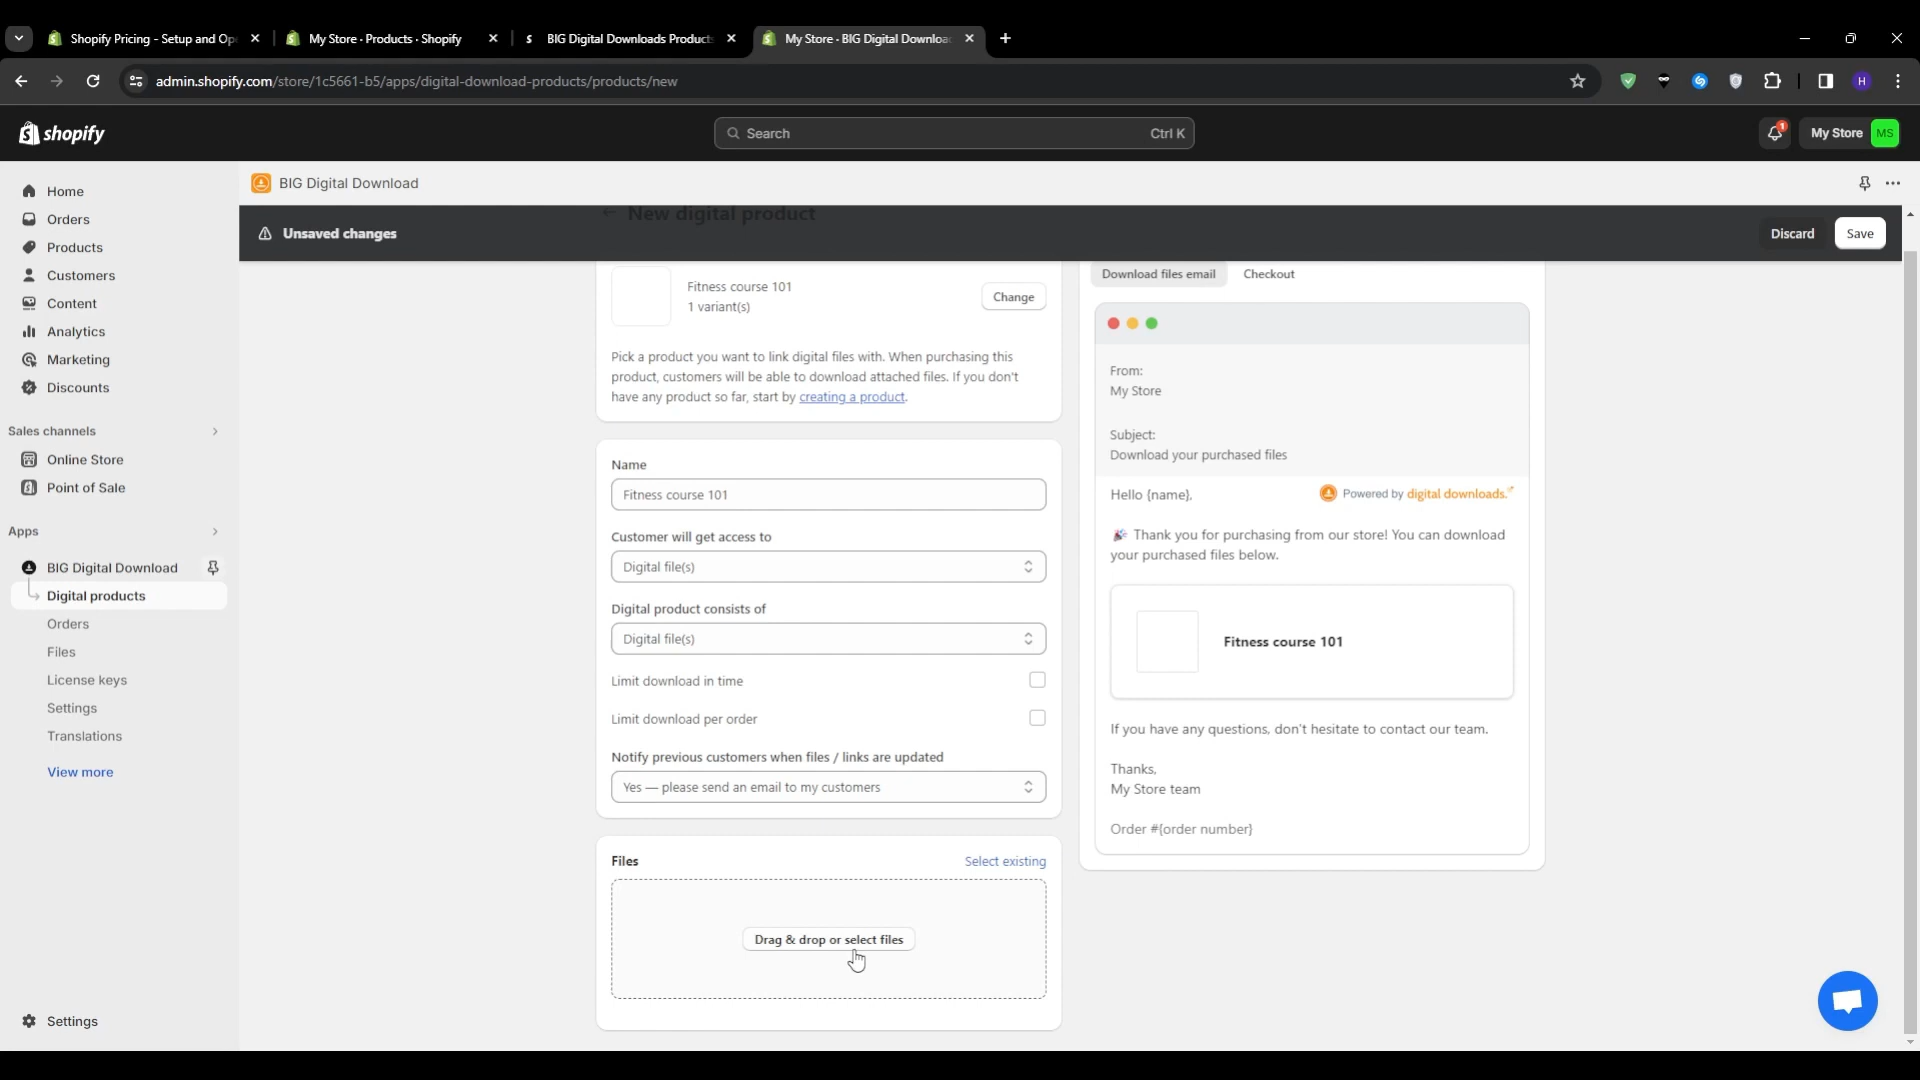 Shopify Pricing - Setup and Op
My Store · Products · Shopify
BIG Digital Downloads Product
My Store · BIG Digital Downloa
admin.shopify.com/store/1c5661-b5/apps/digital-download-products/products/new
H
shopify
Search
Ctrl K
1
My Store
MS
Home
Orders
Products
Customers
Content
Analytics
Marketing
Discounts
Sales channels
Online Store
Point of Sale
Apps
BIG Digital Download
Digital products
Orders
Files
License keys
Settings
Translations
View more
Settings
BIG Digital Download
New digital product
Unsaved changes
Discard
Save
Fitness course 101
1 variant(s)
Change
Pick a product you want to link digital files with. When purchasing this
product, customers will be able to download attached files. If you don't
have any product so far, start by creating a product.
Name
Fitness course 101
Customer will get access to
Digital file(s)
Digital product consists of
Digital file(s)
Limit download in time
Limit download per order
Notify previous customers when files / links are updated
Yes — please send an email to my customers
Files
Select existing
Drag & drop or select files
Download files email
Checkout
From:
My Store
Subject:
Download your purchased files
Hello {name},
Powered by digital downloads.
🎉 Thank you for purchasing from our store! You can download
your purchased files below.
Fitness course 101
If you have any questions, don't hesitate to contact our team.
Thanks,
My Store team
Order #{order number}